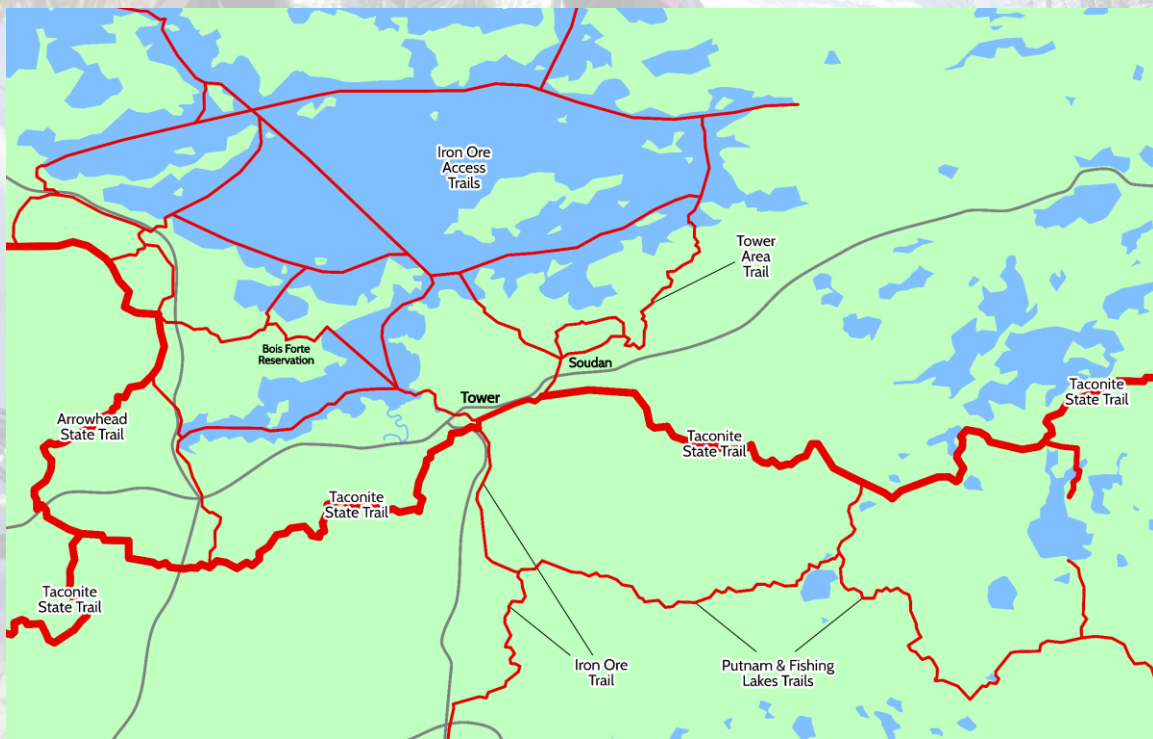 Iron Ore
Access
Trails
Tower
Area
Trail
Bois Forte
Reservation
Soudan
Tower
Taconite
State Trail
Arrowhead
State Trail
Taconite
State Trail
Taconite
State Trail
Taconite
State Trail
Iron Ore
Trail
Putnam & Fishing
Lakes Trails